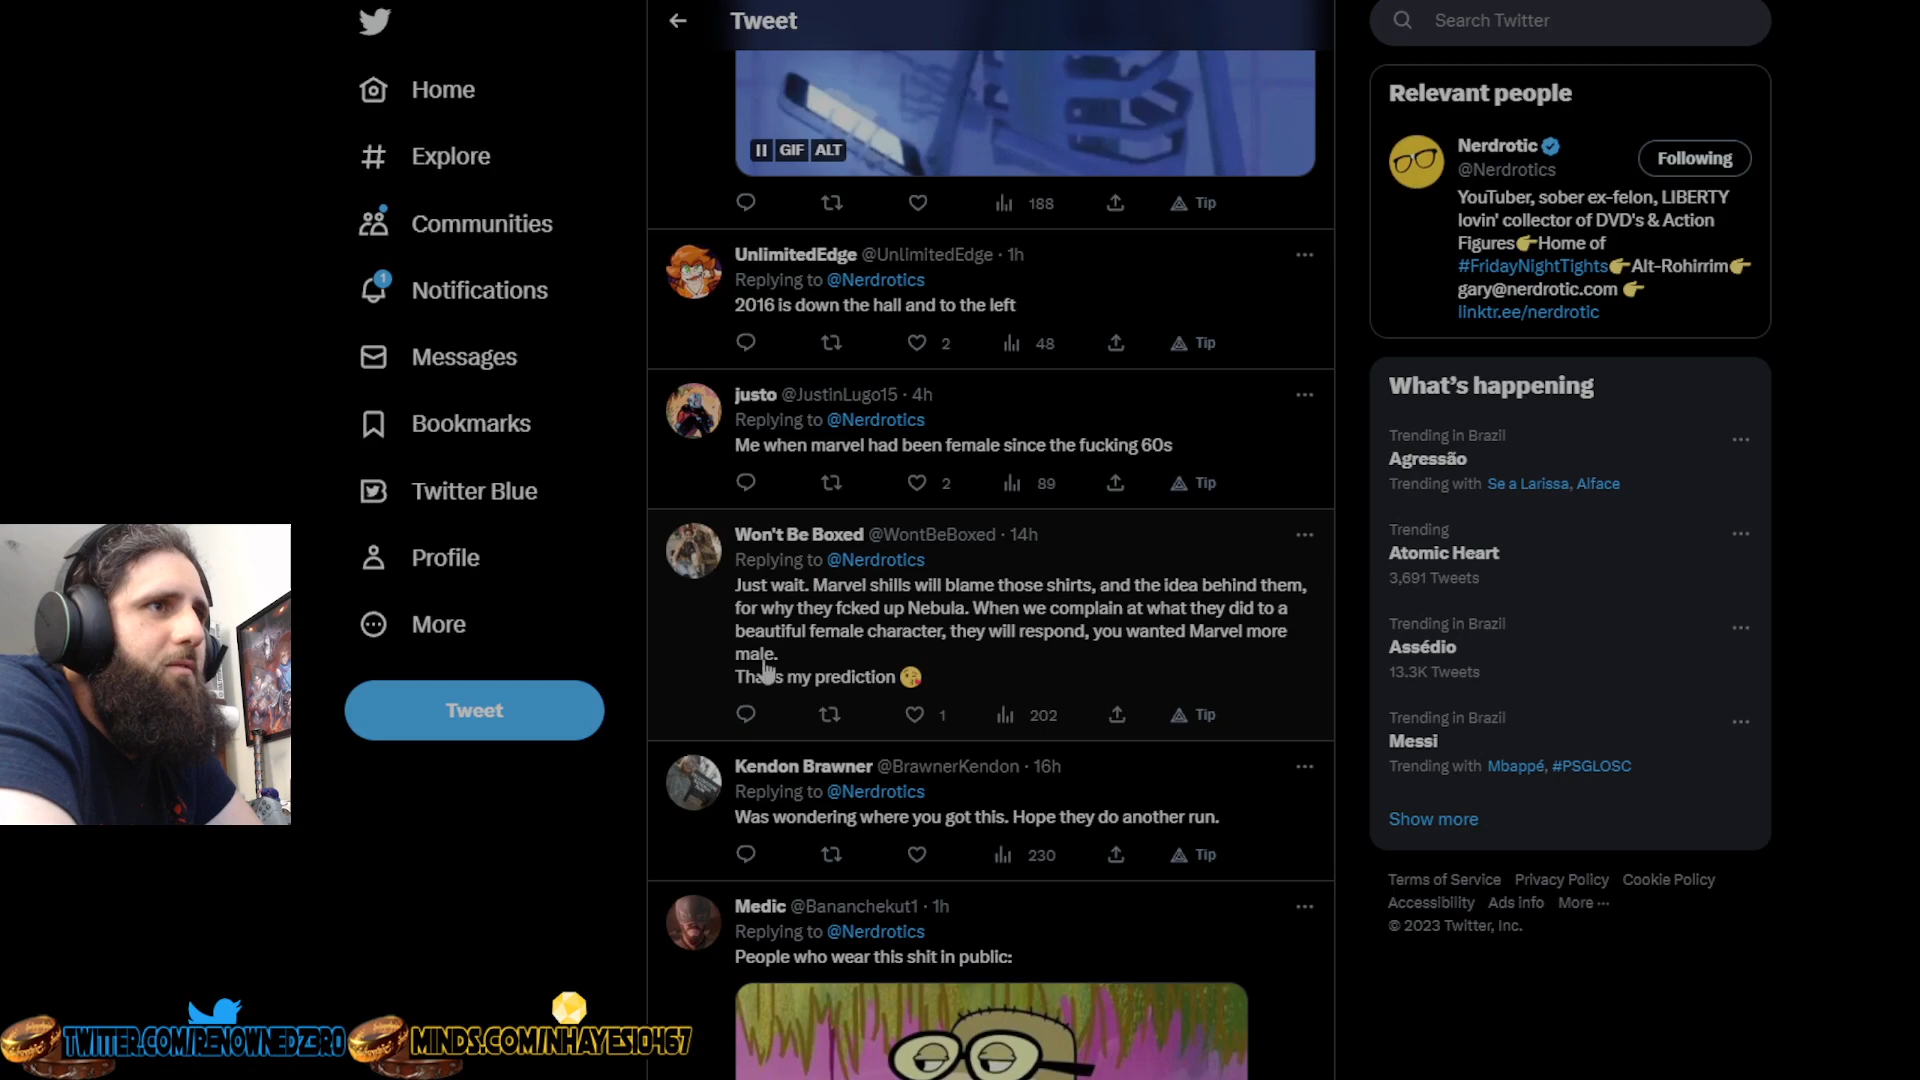 Home
Explore
Communities
1
Notifications
Messages
Bookmarks
Twitter Blue
Profile
More
Tweet
Tweet
GIF ALT
188 Tip
UnlimitedEdge @UnlimitedEdge · 1h
Replying to @Nerdrotics
2016 is down the hall and to the left
2 48 Tip
justo @JustinLugo15 · 4h
Replying to @Nerdrotics
Me when marvel had been female since the fucking 60s
2 89 Tip
Won't Be Boxed @WontBeBoxed · 14h
Replying to @Nerdrotics
Just wait. Marvel shills will blame those shirts, and the idea behind them,
for why they fcked up Nebula. When we complain at what they did to a
beautiful female character, they will respond, you wanted Marvel more
male.
That's my prediction 😘
1 202 Tip
Kendon Brawner @BrawnerKendon · 16h
Replying to @Nerdrotics
Was wondering where you got this. Hope they do another run.
230 Tip
Medic @Bananchekut1 · 1h
Replying to @Nerdrotics
People who wear this shit in public:
Search Twitter
Relevant people
Nerdrotic
@Nerdrotics
Following
YouTuber, sober ex-felon, LIBERTY
lovin' collector of DVD's & Action
Figures👉Home of
#FridayNightTights👉Alt-Rohirrim👉
gary@nerdrotic.com 👉
linktr.ee/nerdrotic
What's happening
Trending in Brazil
Agressão
Trending with Se a Larissa, Alface
Trending
Atomic Heart
3,691 Tweets
Trending in Brazil
Assédio
13.3K Tweets
Trending in Brazil
Messi
Trending with Mbappé, #PSGLOSC
Show more
Terms of Service Privacy Policy Cookie Policy
Accessibility Ads info More ···
© 2023 Twitter, Inc.
TWITTER.COM/RENOWNEDZ3R0
MINDS.COM/NHAYES10467